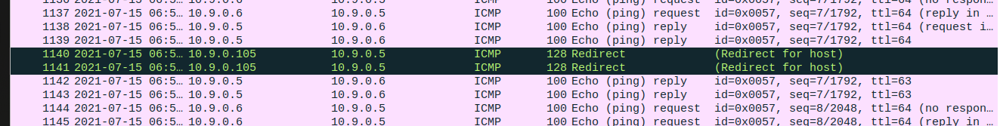 1136 2021-07-15 06:5… 10.9.0.6 10.9.0.5 ICMP 100 Echo (ping) request id=0x0057, seq=7/1792, ttl=64 (no respon…
1137 2021-07-15 06:5… 10.9.0.6 10.9.0.5 ICMP 100 Echo (ping) request id=0x0057, seq=7/1792, ttl=64 (reply in …
1138 2021-07-15 06:5… 10.9.0.5 10.9.0.6 ICMP 100 Echo (ping) reply id=0x0057, seq=7/1792, ttl=64 (request i…
1139 2021-07-15 06:5… 10.9.0.5 10.9.0.6 ICMP 100 Echo (ping) reply id=0x0057, seq=7/1792, ttl=64
1140 2021-07-15 06:5… 10.9.0.105 10.9.0.5 ICMP 128 Redirect (Redirect for host)
1141 2021-07-15 06:5… 10.9.0.105 10.9.0.5 ICMP 128 Redirect (Redirect for host)
1142 2021-07-15 06:5… 10.9.0.5 10.9.0.6 ICMP 100 Echo (ping) reply id=0x0057, seq=7/1792, ttl=63
1143 2021-07-15 06:5… 10.9.0.5 10.9.0.6 ICMP 100 Echo (ping) reply id=0x0057, seq=7/1792, ttl=63
1144 2021-07-15 06:5… 10.9.0.6 10.9.0.5 ICMP 100 Echo (ping) request id=0x0057, seq=8/2048, ttl=64 (no respon…
1145 2021-07-15 06:5… 10.9.0.6 10.9.0.5 ICMP 100 Echo (ping) request id=0x0057, seq=8/2048, ttl=64 (reply in …